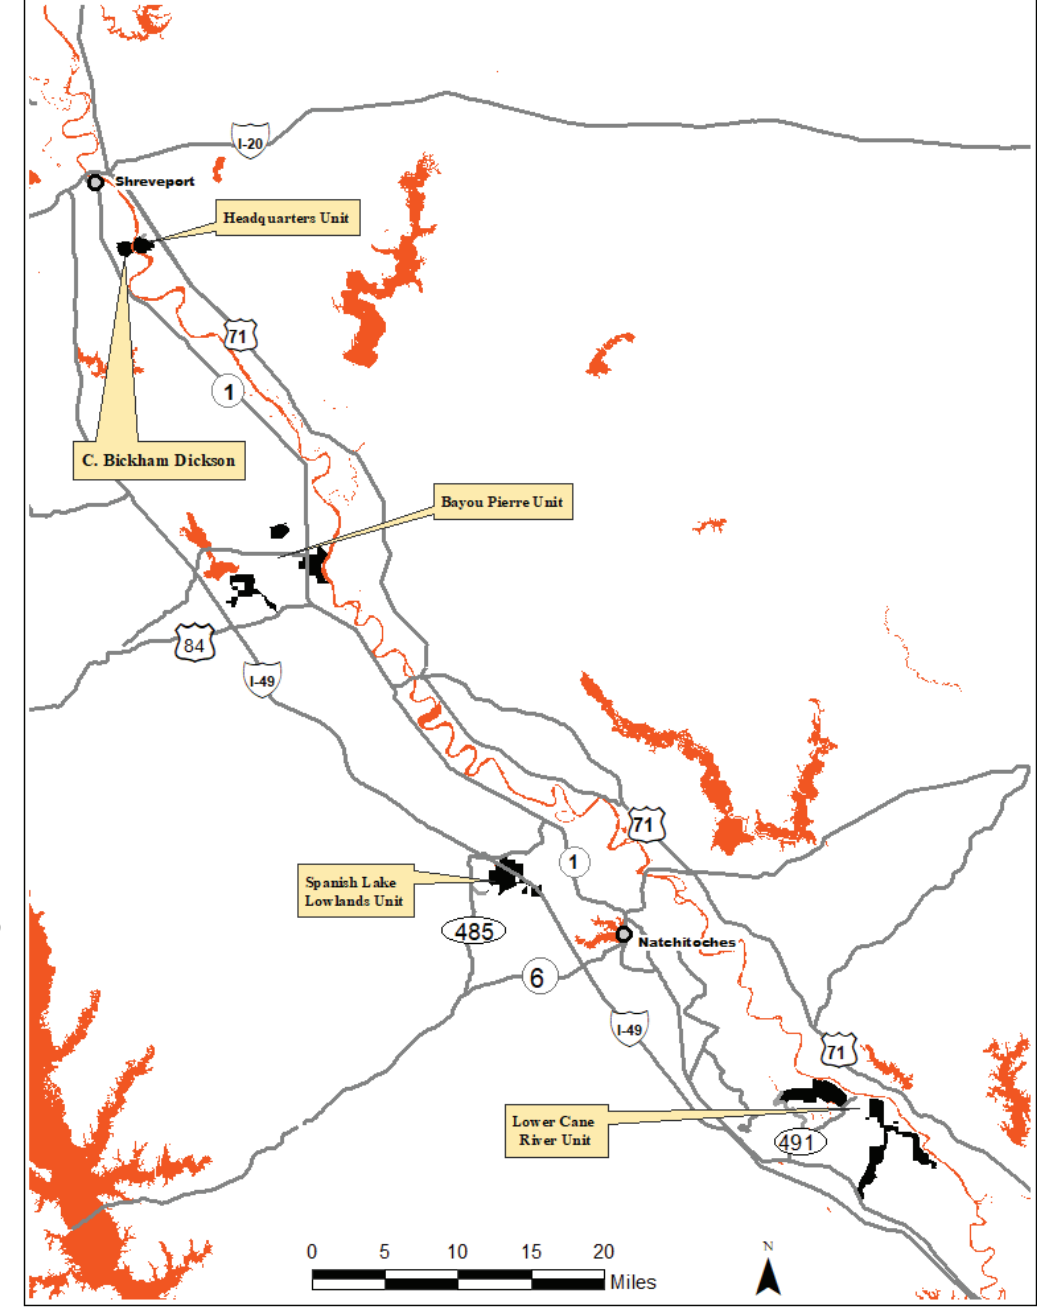 I-20
Shreveport
Headquarters Unit
71
1
C. Bickham Dickson
Bayou Pierre Unit
84
I-49
71
1
Spanish Lake
Lowlands Unit
485
Natchitoches
6
I-49
71
Lower Cane
River Unit
491
0 5 10 15 20
Miles
N